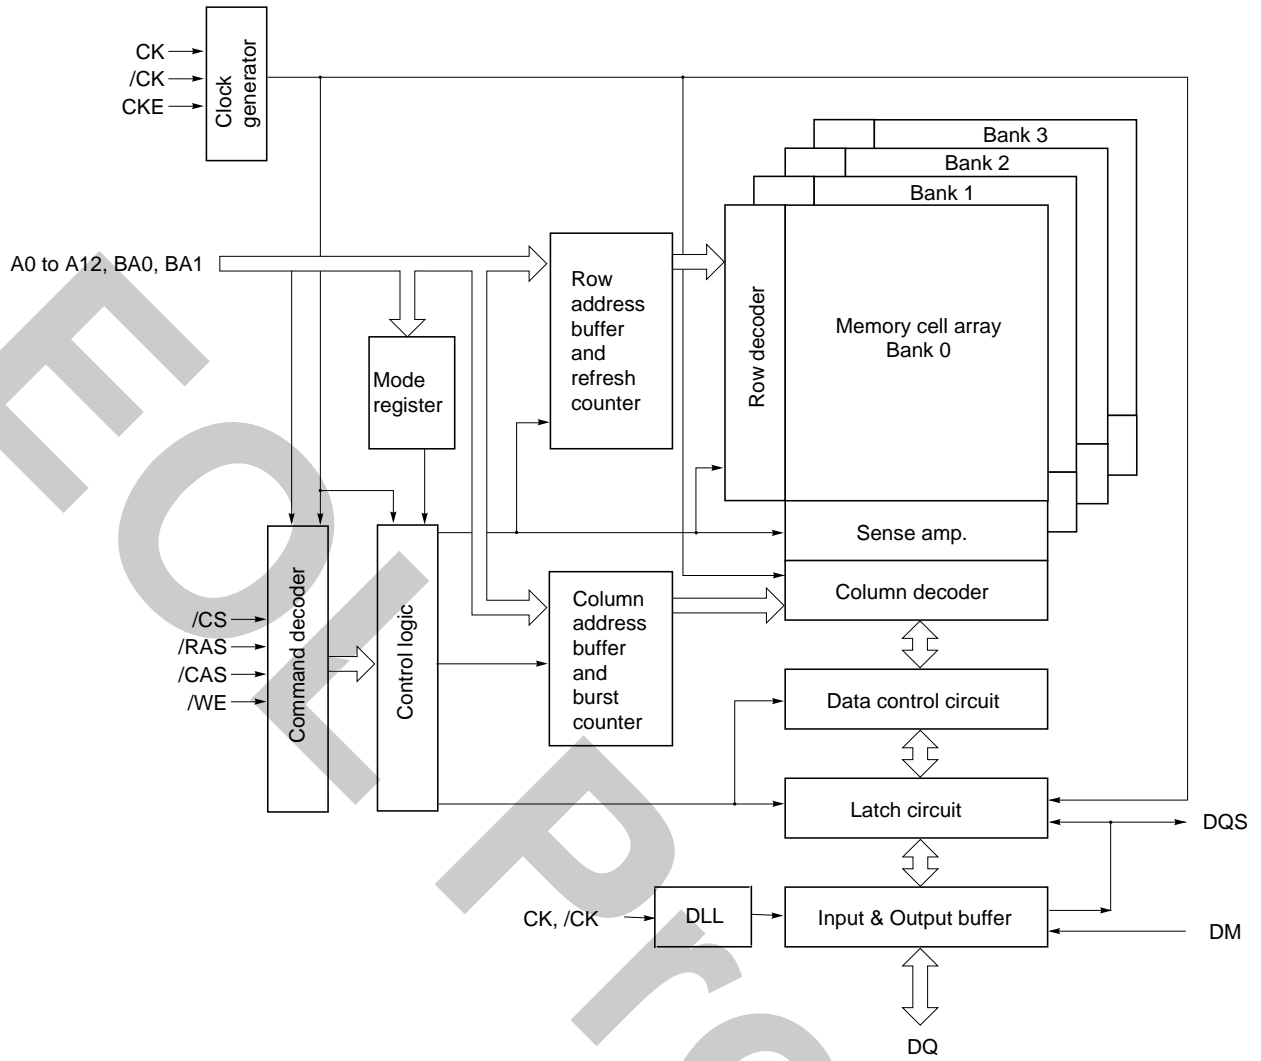 CK
/CK
CKE
Clock
generator
Bank 3
Bank 2
Bank 1
A0 to A12, BA0, BA1
Row
address
buffer
and
refresh
counter
Row decoder
Memory cell array
Bank 0
Mode
register
Sense amp.
Column decoder
Column
address
buffer
and
burst
counter
/CS
/RAS
/CAS
/WE
Command decoder
Control logic
Data control circuit
Latch circuit
DQS
CK, /CK
DLL
Input & Output buffer
DM
DQ
EOL Pro